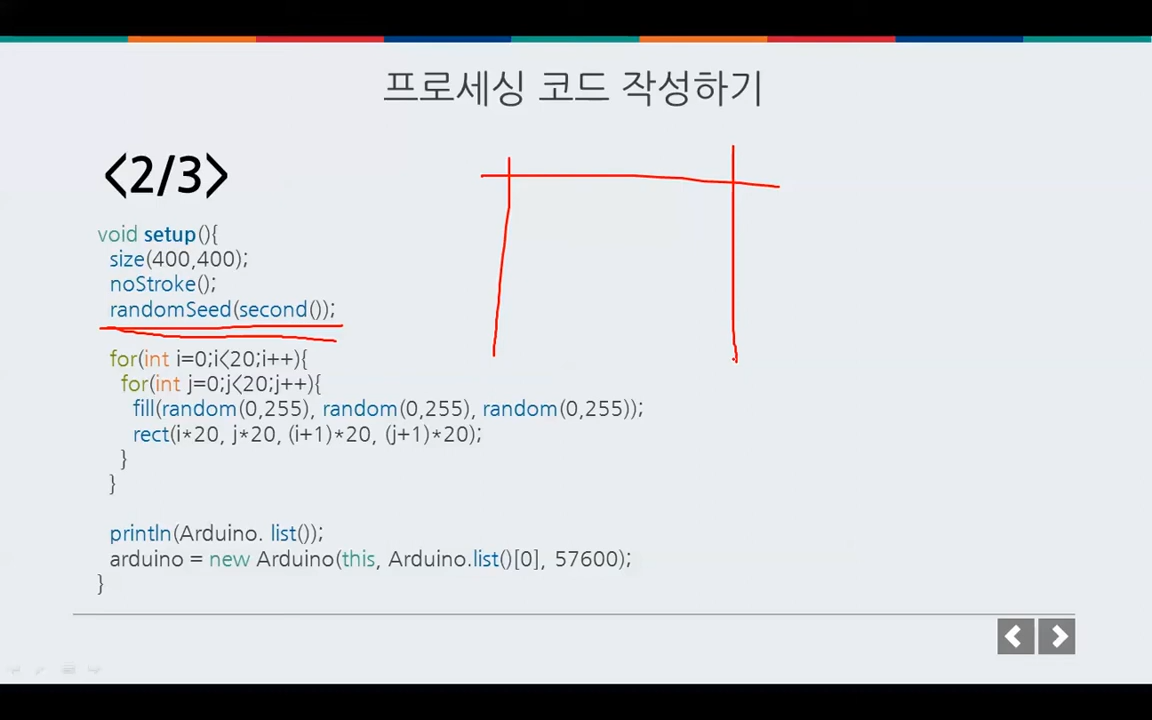 프로세싱 코드 작성하기
<2/3>
void setup(){
size(400,400);
noStroke();
randomSeed(second());
for(int i=0;i<20;i++){
for(int j=0;j<20;j++){
fill(random(0,255), random(0,255), random(0,255));
rect(i*20, j*20, (i+1)*20, (j+1)*20);
}
}
println(Arduino. list());
arduino = new Arduino(this, Arduino.list()[0], 57600);
}